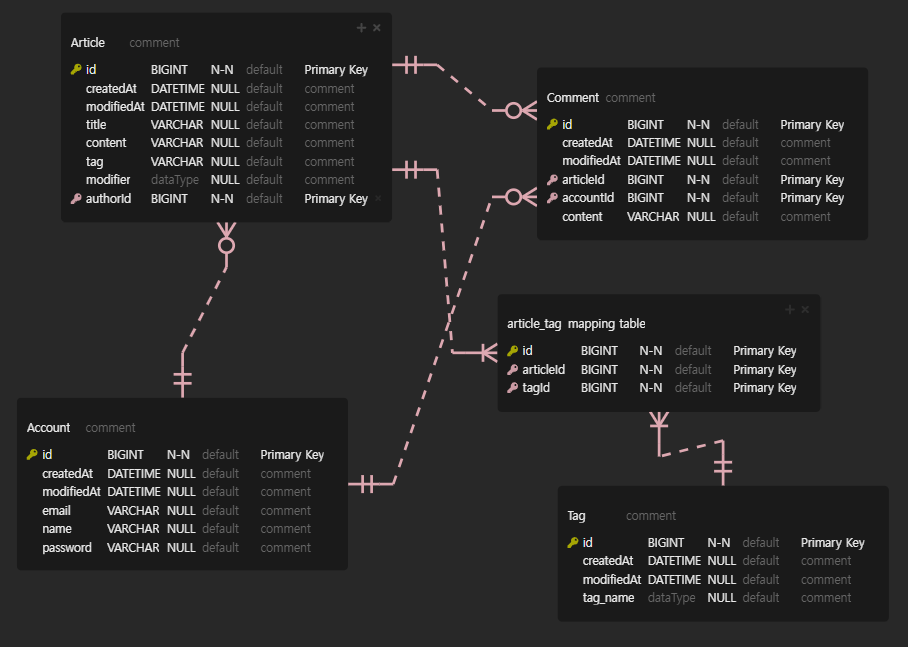 Article comment
id BIGINT N-N default Primary Key
createdAt DATETIME NULL default comment
modifiedAt DATETIME NULL default comment
title VARCHAR NULL default comment
content VARCHAR NULL default comment
tag VARCHAR NULL default comment
modifier dataType NULL default comment
authorId BIGINT N-N default Primary Key
Comment comment
id BIGINT N-N default Primary Key
createdAt DATETIME NULL default comment
modifiedAt DATETIME NULL default comment
articleId BIGINT N-N default Primary Key
accountId BIGINT N-N default Primary Key
content VARCHAR NULL default comment
article_tag mapping table
id BIGINT N-N default Primary Key
articleId BIGINT N-N default Primary Key
tagId BIGINT N-N default Primary Key
Account comment
id BIGINT N-N default Primary Key
createdAt DATETIME NULL default comment
modifiedAt DATETIME NULL default comment
email VARCHAR NULL default comment
name VARCHAR NULL default comment
password VARCHAR NULL default comment
Tag comment
id BIGINT N-N default Primary Key
createdAt DATETIME NULL default comment
modifiedAt DATETIME NULL default comment
tag_name dataType NULL default comment